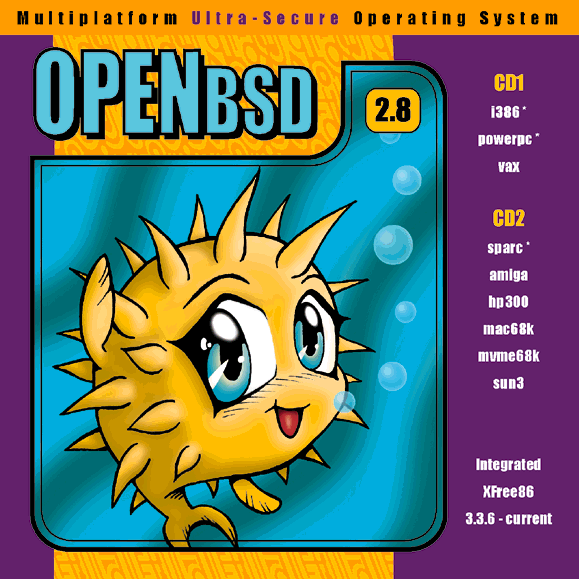 Multiplatform Ultra-Secure Operating System
OPENBSD
2.8
CD1
i386 *
powerpc *
vax
CD2
sparc *
amiga
hp300
mac68k
mvme68k
sun3
Integrated
XFree86
3.3.6 - current